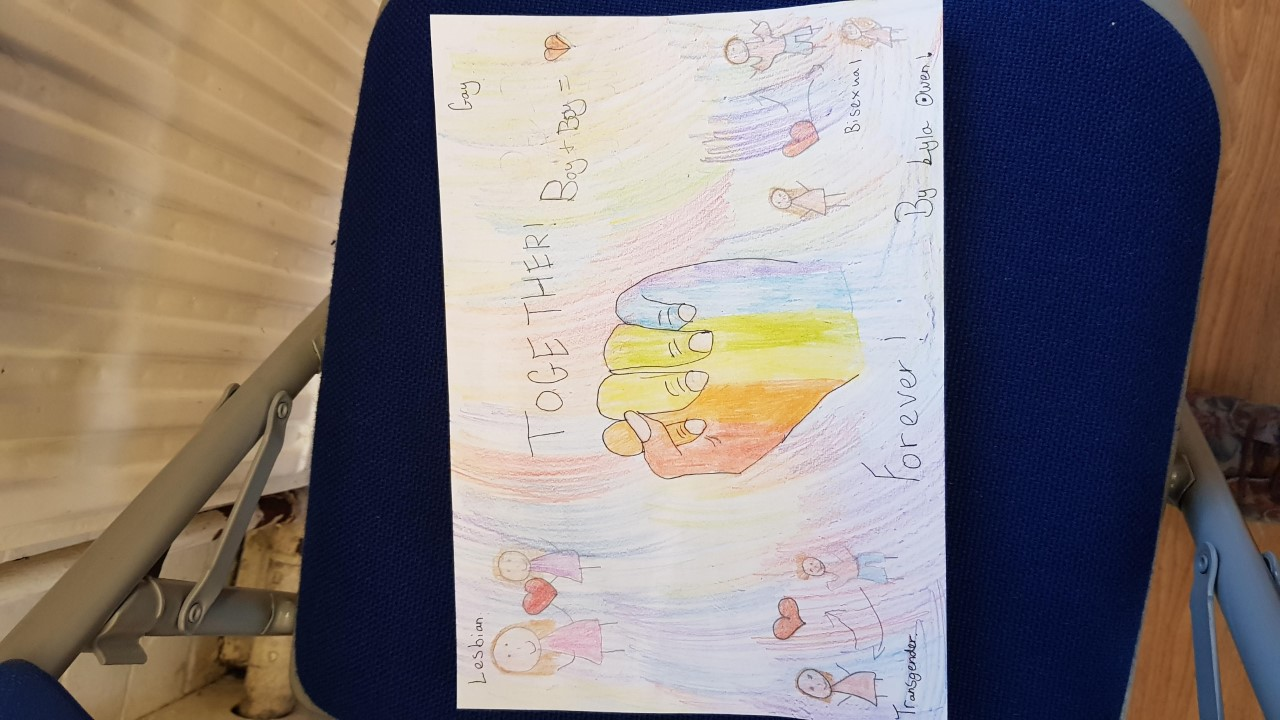 Lesbian
Gay
TOGETHER!
Boy + Boy =
Forever!
Transgender
Bisexual
By Lyla Owen!